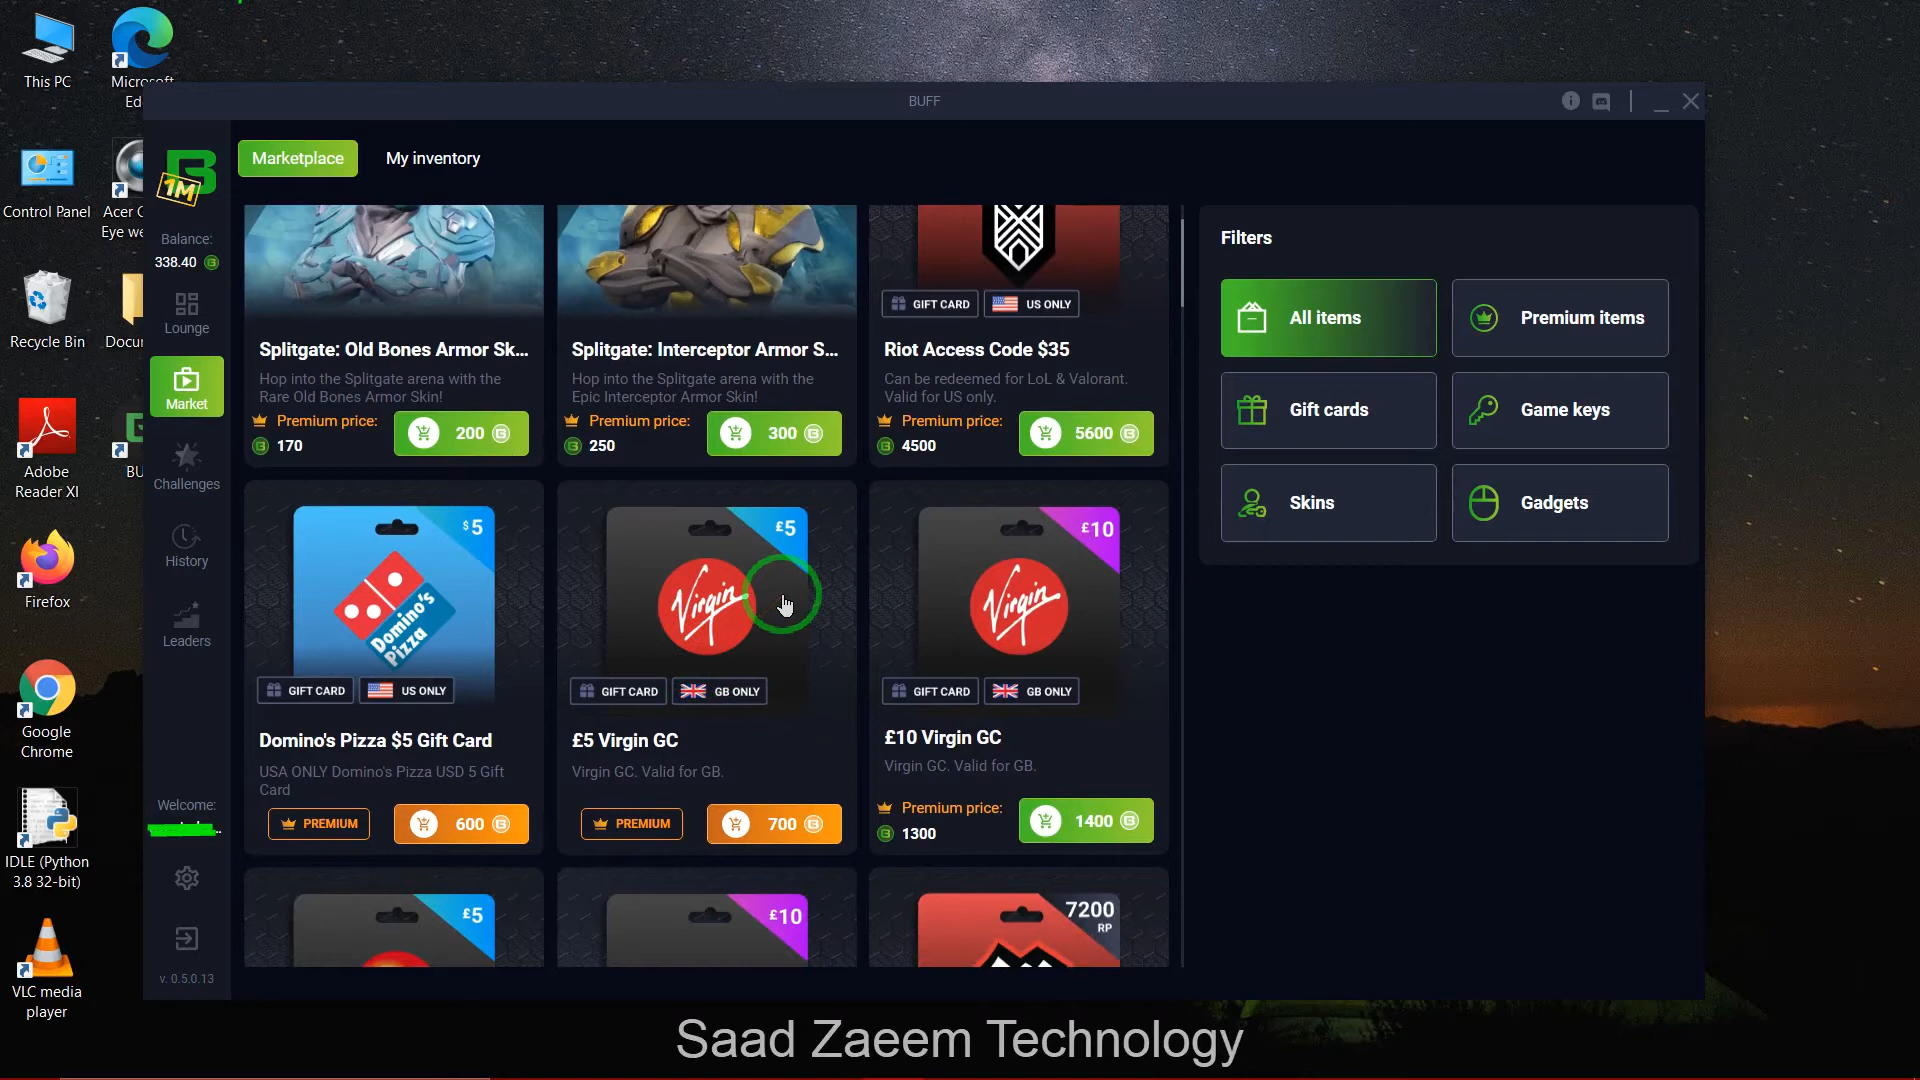 This PC
Microsoft
Ed
Control Panel
Acer C
Eye we
Recycle Bin
Docu
Adobe
Reader XI
BU
Firefox
Google
Chrome
IDLE (Python
3.8 32-bit)
VLC media
player
BUFF
1M
Balance:
338.40
Lounge
Market
Challenges
History
Leaders
Welcome:
v. 0.5.0.13
Marketplace
My inventory
GIFT CARD
US ONLY
Splitgate: Old Bones Armor Sk...
Hop into the Splitgate arena with the
Rare Old Bones Armor Skin!
Premium price:
170
200
Splitgate: Interceptor Armor S...
Hop into the Splitgate arena with the
Epic Interceptor Armor Skin!
Premium price:
250
300
Riot Access Code $35
Can be redeemed for LoL & Valorant.
Valid for US only.
Premium price:
4500
5600
$5
Domino's
Pizza
GIFT CARD
US ONLY
Domino's Pizza $5 Gift Card
USA ONLY Domino's Pizza USD 5 Gift
Card
PREMIUM
600
£5
Virgin
GIFT CARD
GB ONLY
£5 Virgin GC
Virgin GC. Valid for GB.
PREMIUM
700
£10
Virgin
GIFT CARD
GB ONLY
£10 Virgin GC
Virgin GC. Valid for GB.
Premium price:
1300
1400
£5
£10
7200
RP
Filters
All items
Premium items
Gift cards
Game keys
Skins
Gadgets
Saad Zaeem Technology